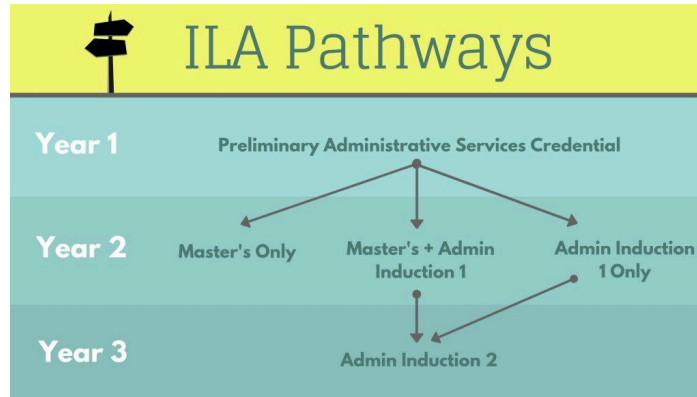 ILA Pathways
Year 1
Preliminary Administrative Services Credential
Year 2
Master's Only
Master's + Admin
Induction 1
Admin Induction
1 Only
Year 3
Admin Induction 2